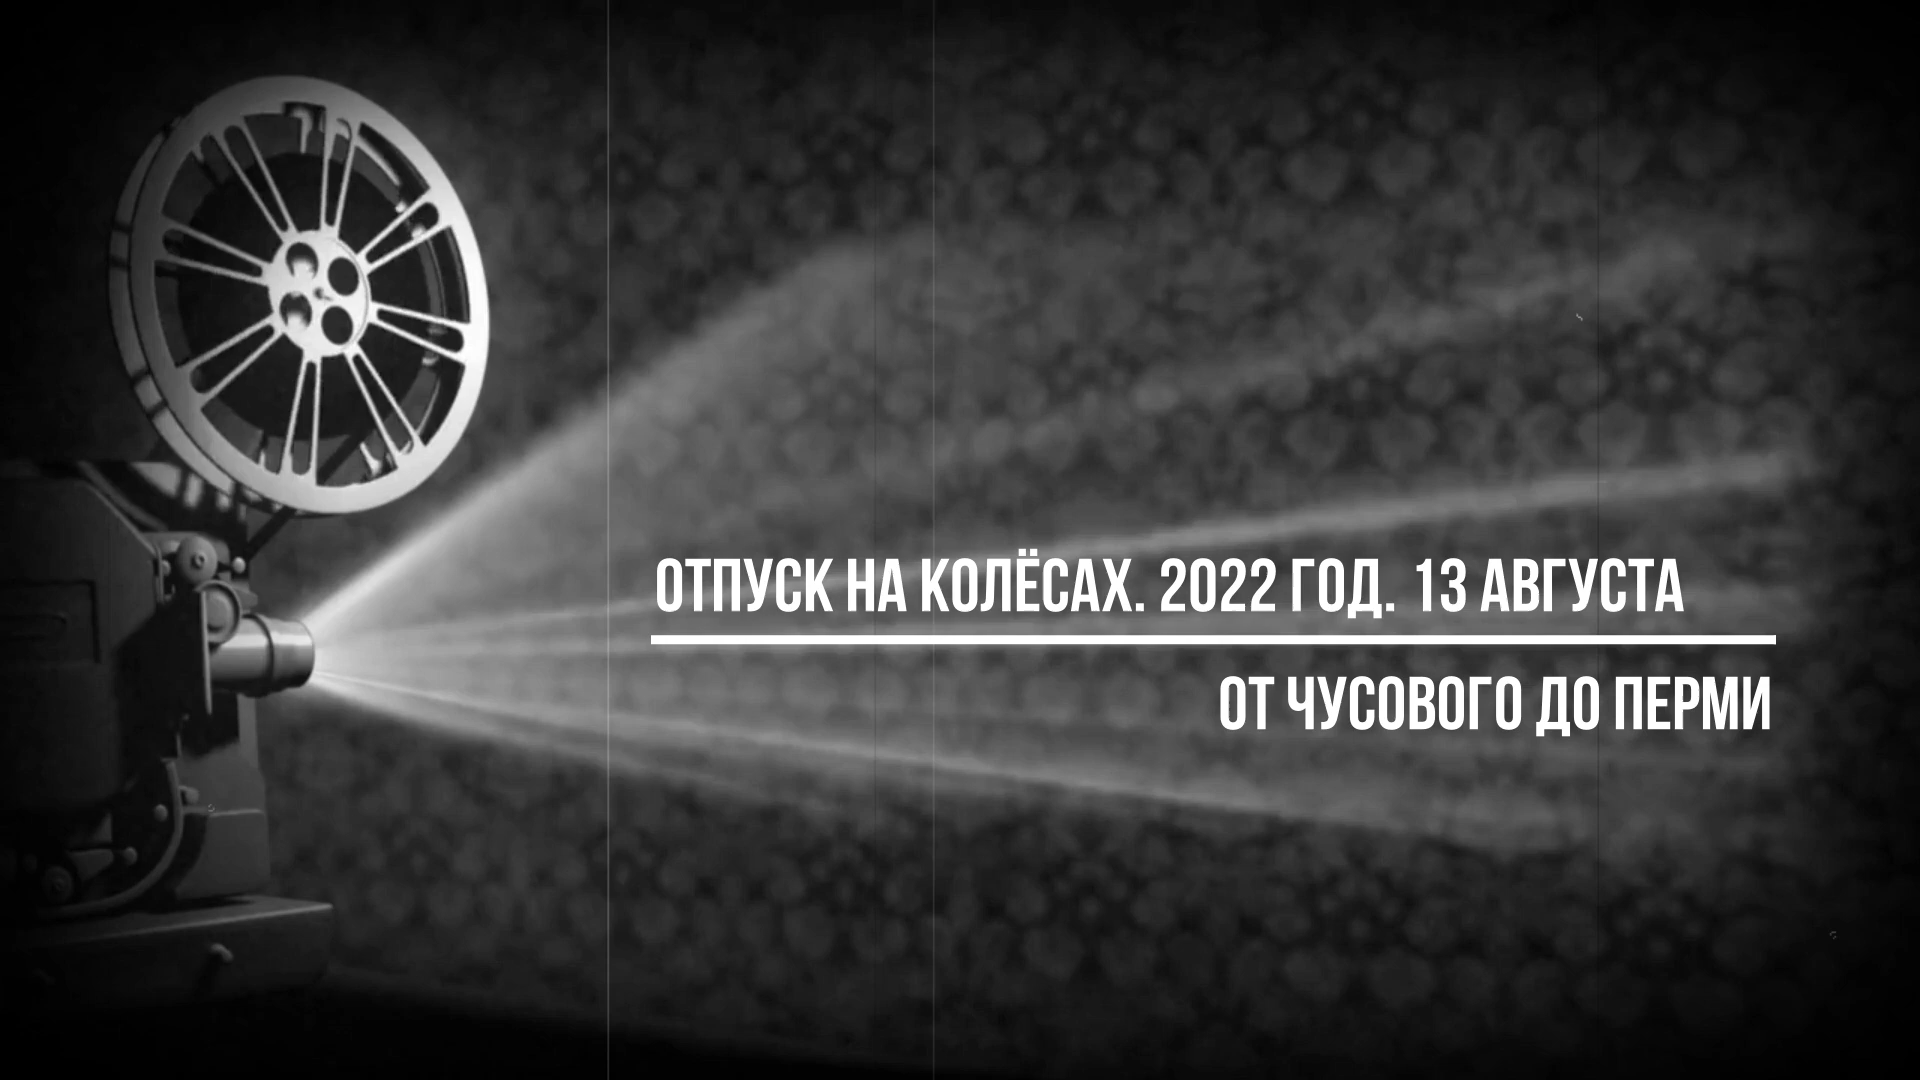 ОТПУСК НА КОЛЁСАХ. 2022 ГОД. 13 АВГУСТА
ОТ ЧУСОВОГО ДО ПЕРМИ